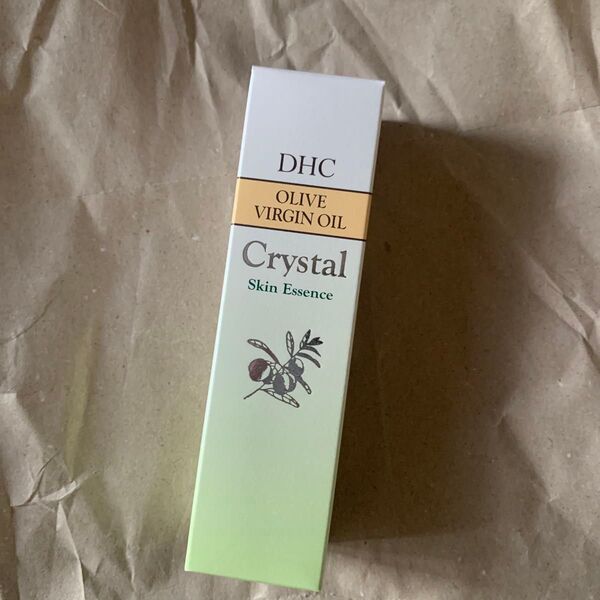 DHC
OLIVE
VIRGIN OIL
Crystal
Skin Essence